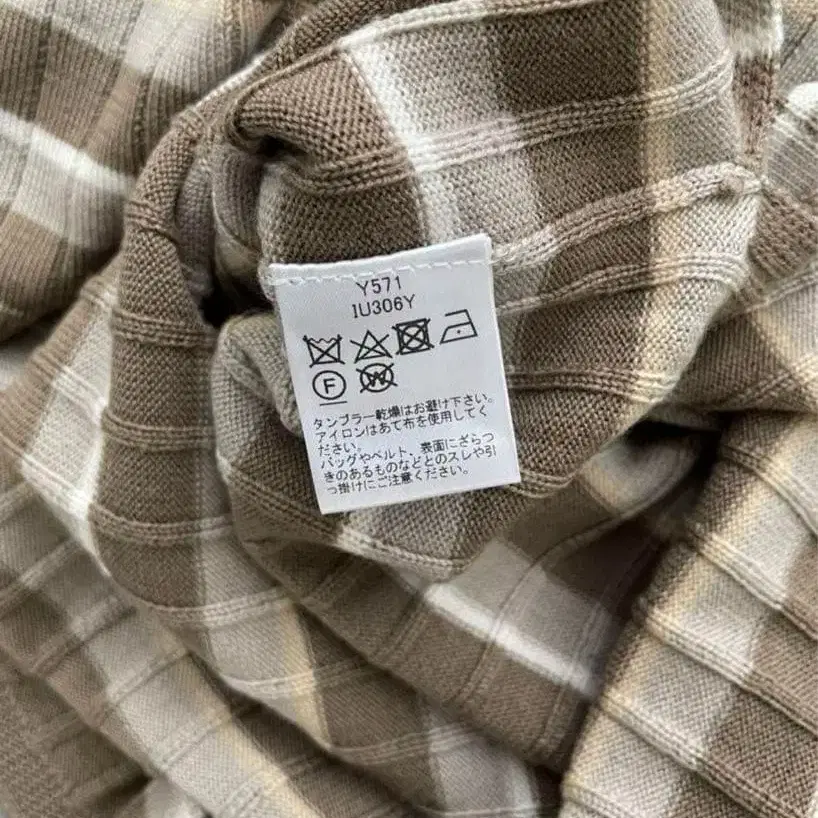 Y571
IU306Y
F
W
タンブラー乾燥はお避け下さい。
アイロンはあて布を使用してく
ださい。
バッグやベルト、表面にざらつ
きのあるものなどとのスレや引
っ掛けにご注意ください。